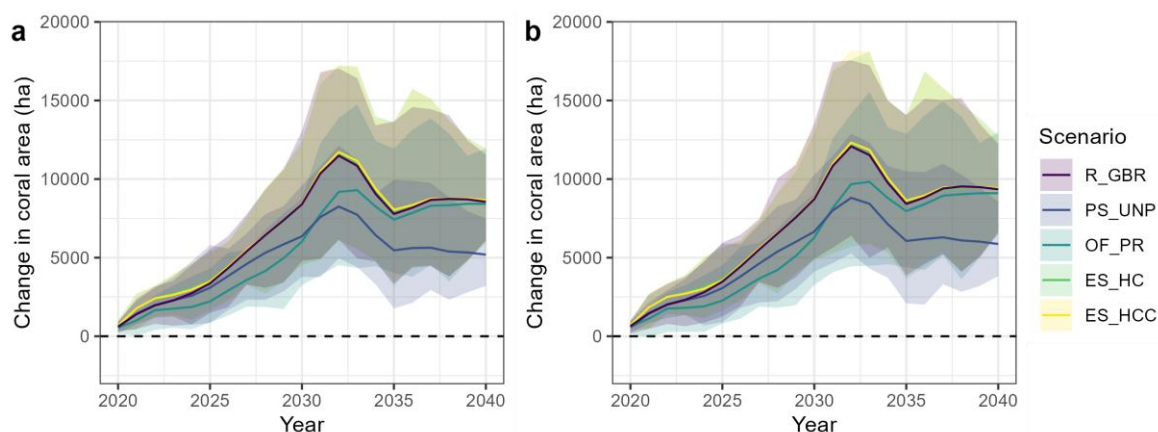 a
Change in coral area (ha)
20000
15000
10000
5000
0
2020
2025
2030
2035
2040
Year
b
Change in coral area (ha)
20000
15000
10000
5000
0
2020
2025
2030
2035
2040
Year
Scenario
R_GBR
PS_UNP
OF_PR
ES_HC
ES_HCC